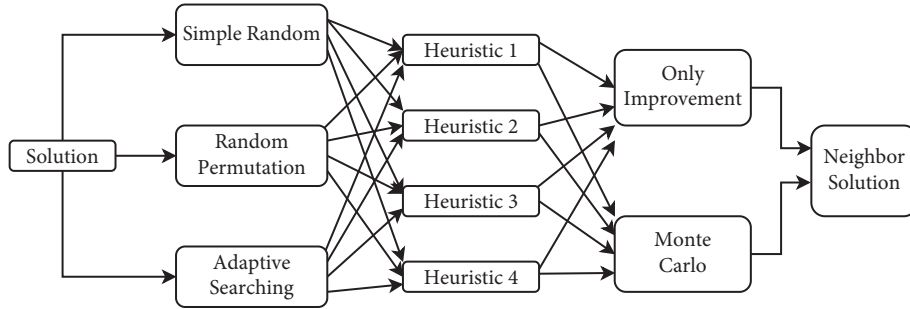 Solution
Simple Random
Random
Permutation
Adaptive
Searching
Heuristic 1
Heuristic 2
Heuristic 3
Heuristic 4
Only
Improvement
Monte
Carlo
Neighbor
Solution